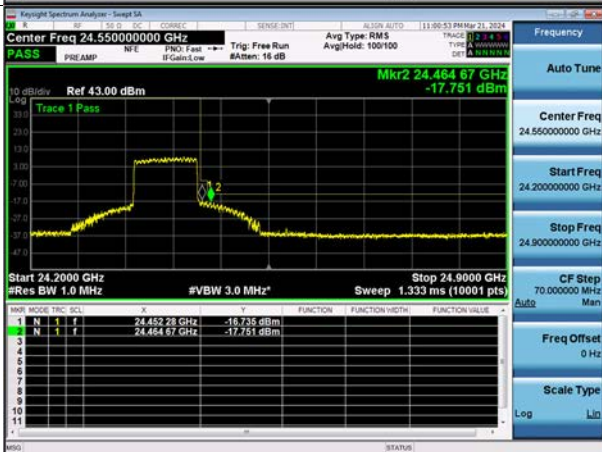 Keysight Spectrum Analyzer - Swept SA
R RF 50 Ω DC CORREC SENSE:INT ALIGN AUTO 11:00:53 PM Mar 21, 2024
Center Freq 24.550000000 GHz
PASS PREAMP NFE PNO: Fast IFGain:Low Trig: Free Run #Atten: 16 dB
Avg Type: RMS Avg|Hold: 100/100
TRACE 1 2 3 4 5 6
TYPE A WWWWW
DET A N N N N N
Mkr2 24.464 67 GHz
-17.751 dBm
10 dB/div Ref 43.00 dBm
Log
Trace 1 Pass
33.0
23.0
13.0
3.00
-7.00
-17.0
-27.0
-37.0
-47.0
2
Start 24.2000 GHz Stop 24.9000 GHz
#Res BW 1.0 MHz #VBW 3.0 MHz* Sweep 1.333 ms (10001 pts)
MKR MODE TRC SCL X Y FUNCTION FUNCTION WIDTH FUNCTION VALUE
1 N 1 f 24.452 28 GHz -16.735 dBm
2 N 1 f 24.464 67 GHz -17.751 dBm
3
4
5
6
7
8
9
10
11
MSG STATUS
Frequency
Auto Tune
Center Freq
24.550000000 GHz
Start Freq
24.200000000 GHz
Stop Freq
24.900000000 GHz
CF Step
70.000000 MHz
Auto Man
Freq Offset
0 Hz
Scale Type
Log Lin